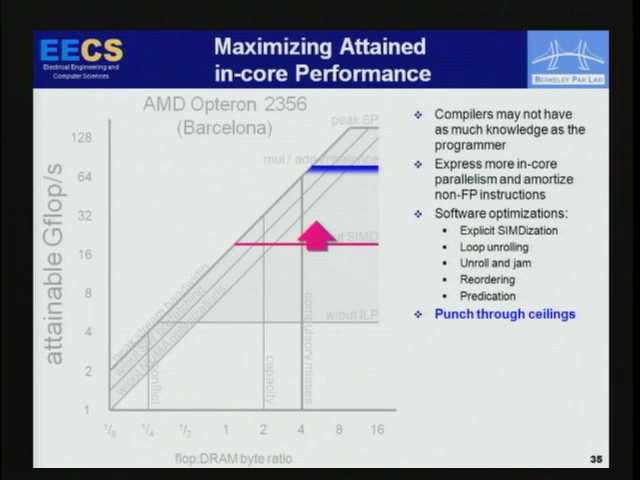 EECS
Electrical Engineering and
Computer Sciences
Maximizing Attained
in-core Performance
BERKELEY PAR LAB
AMD Opteron 2356
(Barcelona)
attainable Gflop/s
128
64
32
16
8
4
2
1
peak SP
mul / add imbalance
w/out SIMD
w/out ILP
peak stream bandwidth
w/out SW prefetching
w/out NUMA optimizations
conflict
capacity
compulsory misses
1/8
1/4
1/2
1
2
4
8
16
flop:DRAM byte ratio
❖ Compilers may not have
as much knowledge as the
programmer
❖ Express more in-core
parallelism and amortize
non-FP instructions
❖ Software optimizations:
▪ Explicit SIMDization
▪ Loop unrolling
▪ Unroll and jam
▪ Reordering
▪ Predication
❖ Punch through ceilings
35